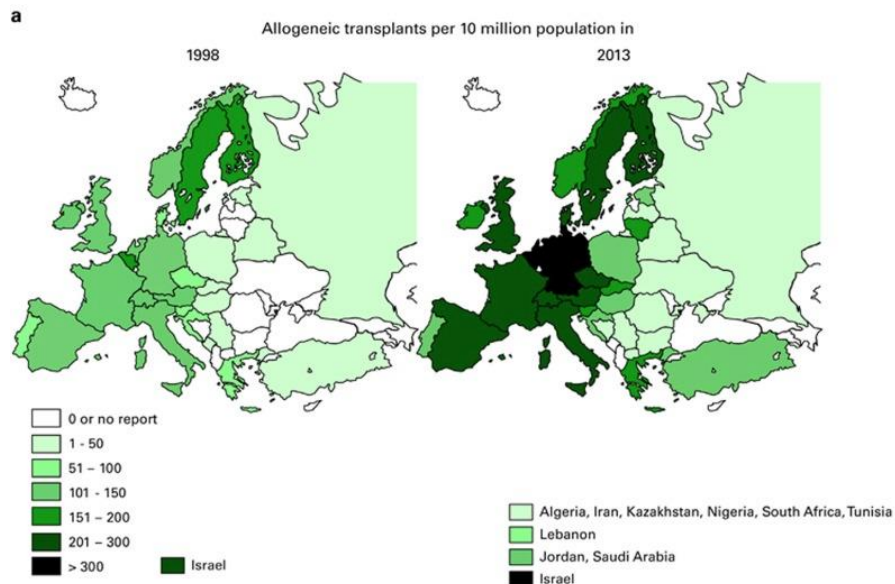 a
Allogeneic transplants per 10 million population in
1998
2013
0 or no report
1 - 50
51 – 100
101 - 150
151 – 200
201 – 300
> 300
Israel
Algeria, Iran, Kazakhstan, Nigeria, South Africa, Tunisia
Lebanon
Jordan, Saudi Arabia
Israel